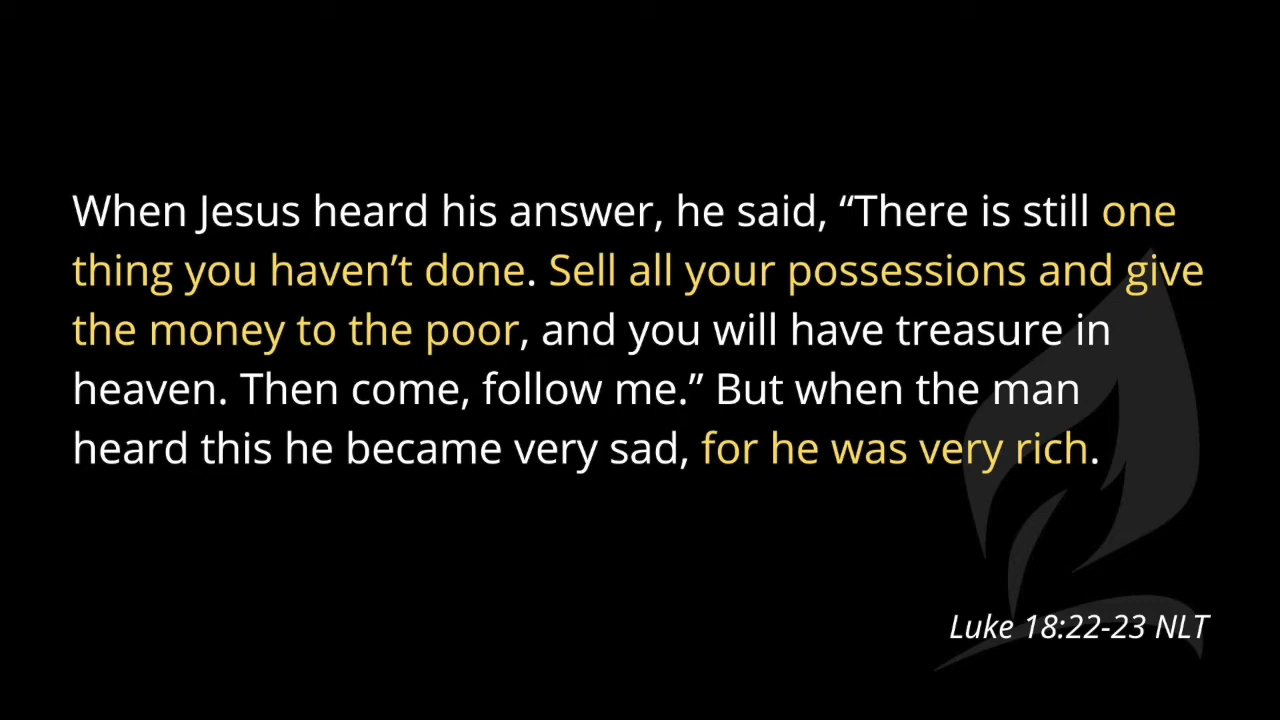 When Jesus heard his answer, he said, “There is still one
thing you haven’t done. Sell all your possessions and give
the money to the poor, and you will have treasure in
heaven. Then come, follow me.” But when the man
heard this he became very sad, for he was very rich.
Luke 18:22-23 NLT